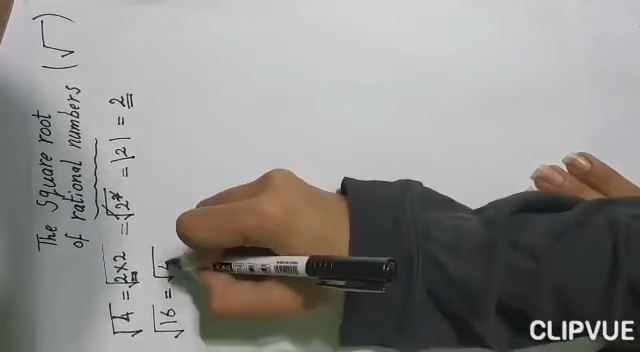 The Square root
of rational numbers (√‾)
√4 = √2×2 = √2² = |2| = 2
√16 = √
CLIPVUE